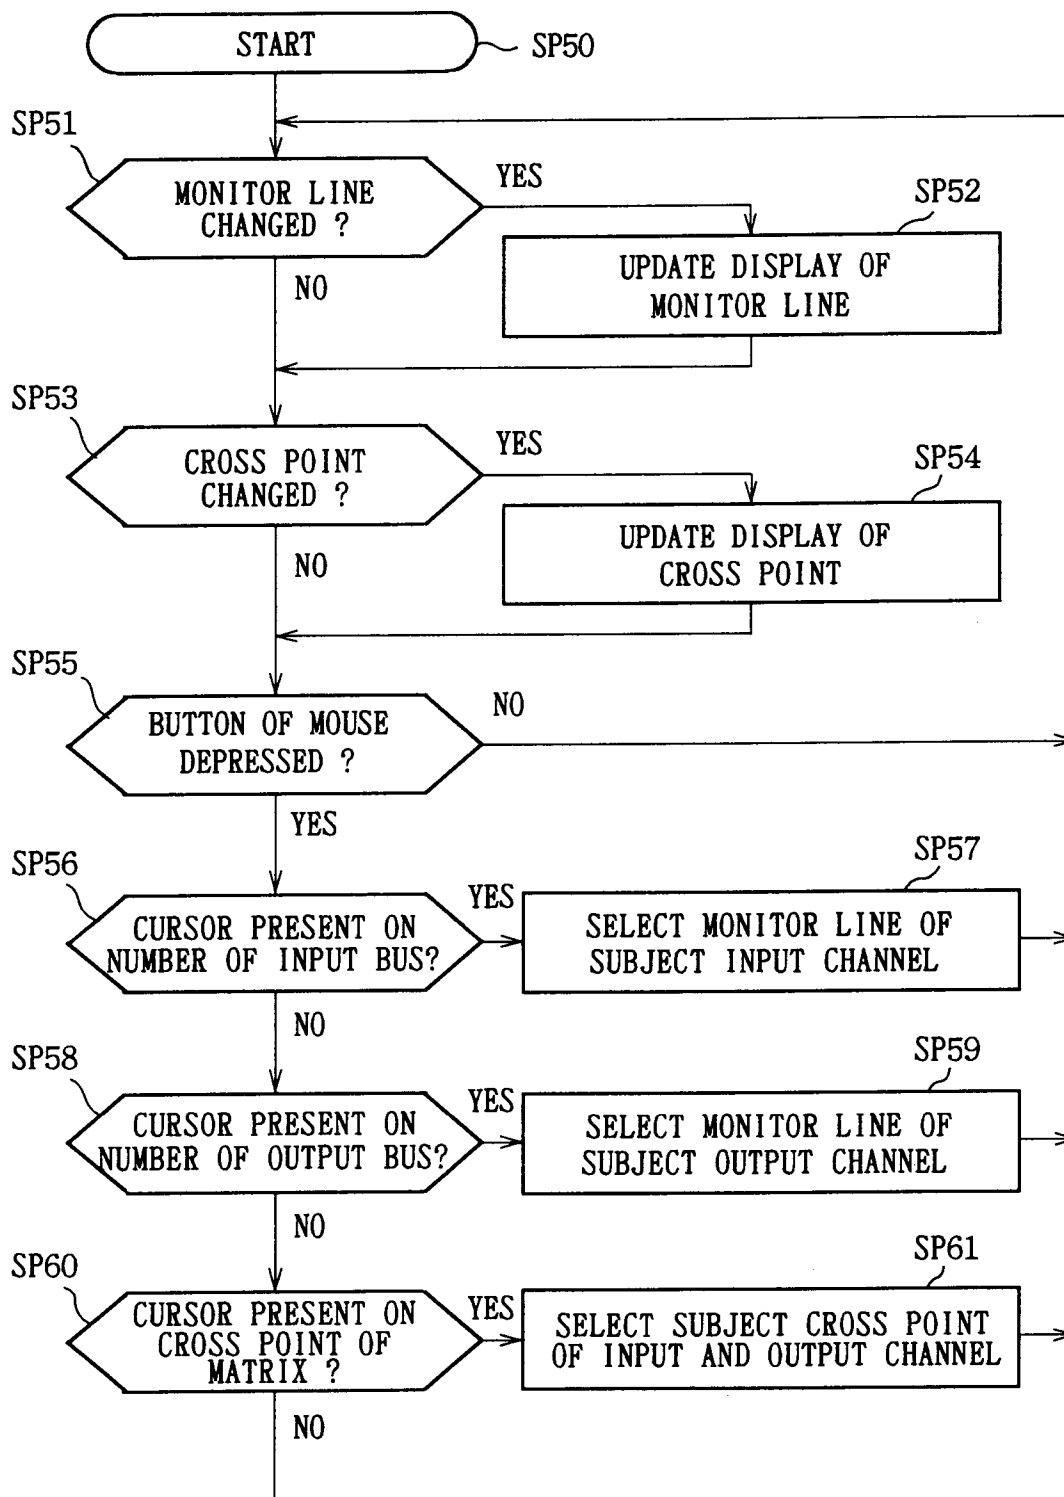 START
SP50
SP51
MONITOR LINE
CHANGED ?
YES
SP52
UPDATE DISPLAY OF
MONITOR LINE
NO
SP53
CROSS POINT
CHANGED ?
YES
SP54
UPDATE DISPLAY OF
CROSS POINT
NO
SP55
BUTTON OF MOUSE
DEPRESSED ?
NO
YES
SP56
CURSOR PRESENT ON
NUMBER OF INPUT BUS?
YES
SP57
SELECT MONITOR LINE OF
SUBJECT INPUT CHANNEL
NO
SP58
CURSOR PRESENT ON
NUMBER OF OUTPUT BUS?
YES
SP59
SELECT MONITOR LINE OF
SUBJECT OUTPUT CHANNEL
NO
SP60
CURSOR PRESENT ON
CROSS POINT OF
MATRIX ?
YES
SP61
SELECT SUBJECT CROSS POINT
OF INPUT AND OUTPUT CHANNEL
NO